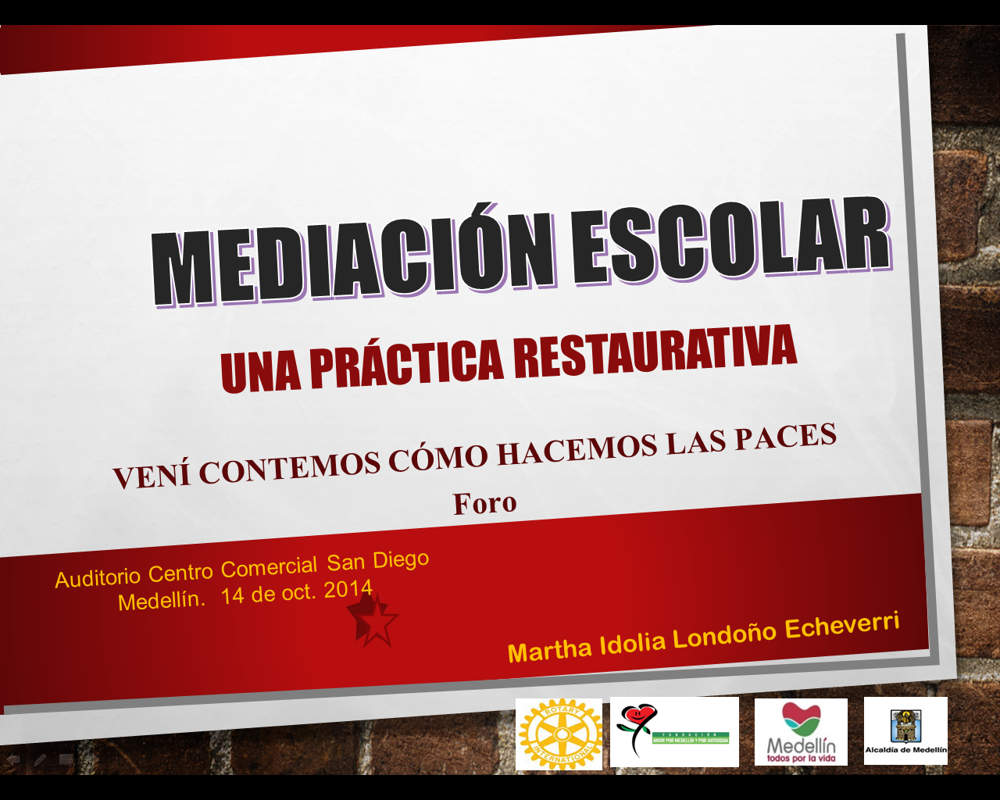 MEDIACIÓN ESCOLAR
UNA PRÁCTICA RESTAURATIVA
VENÍ CONTEMOS CÓMO HACEMOS LAS PACES
Foro
Auditorio Centro Comercial San Diego
Medellín. 14 de oct. 2014
Martha Idolia Londoño Echeverri
ROTARY
INTERNATIONAL
FUNDACIÓN
AMOR POR MEDELLÍN Y POR ANTIOQUIA
Medellín
todos por la vida
Alcaldía de Medellín